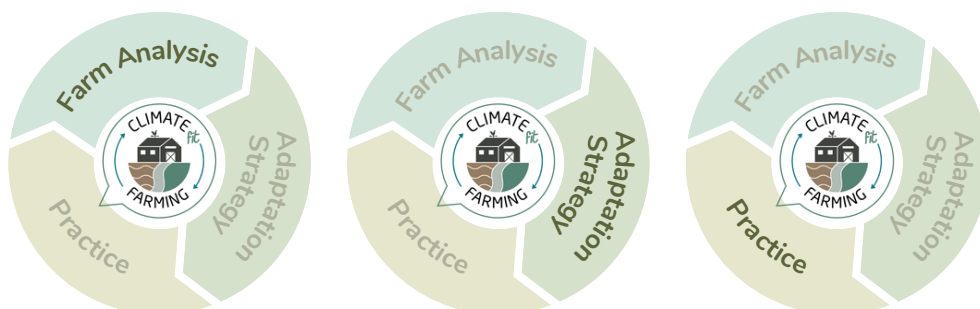 Farm Analysis
Adaptation
Strategy
Practice
CLIMATE
fit
FARMING
Farm Analysis
Adaptation
Strategy
Practice
CLIMATE
fit
FARMING
Farm Analysis
Adaptation
Strategy
Practice
CLIMATE
fit
FARMING